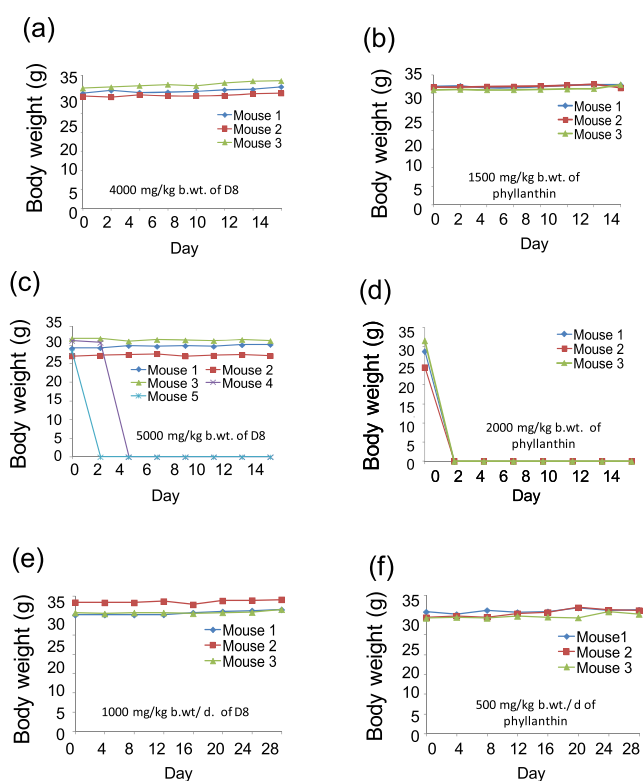 (a)
Body weight (g)
35
30
25
20
15
10
5
0
Mouse 1
Mouse 2
Mouse 3
4000 mg/kg b.wt. of D8
0 2 4 6 8 10 12 14
Day
(b)
Body weight (g)
35
30
25
20
15
10
5
0
Mouse 1
Mouse 2
Mouse 3
1500 mg/kg b.wt. of
phyllanthin
0 2 4 6 8 10 12 14
Day
(c)
Body weight (g)
35
30
25
20
15
10
5
0
Mouse 1 Mouse 2
Mouse 3 Mouse 4
Mouse 5
5000 mg/kg b.wt. of D8
0 2 4 6 8 10 12 14
Day
(d)
Body weight (g)
35
30
25
20
15
10
5
0
Mouse 1
Mouse 2
Mouse 3
2000 mg/kg b.wt. of
phyllanthin
0 2 4 6 8 10 12 14
Day
(e)
Body weight (g)
35
30
25
20
15
10
5
0
Mouse 1
Mouse 2
Mouse 3
1000 mg/kg b.wt/ d. of D8
0 4 8 12 16 20 24 28
Day
(f)
Body weight (g)
35
30
25
20
15
10
5
0
Mouse1
Mouse 2
Mouse 3
500 mg/kg b.wt./ d of
phyllanthin
0 4 8 12 16 20 24 28
Day